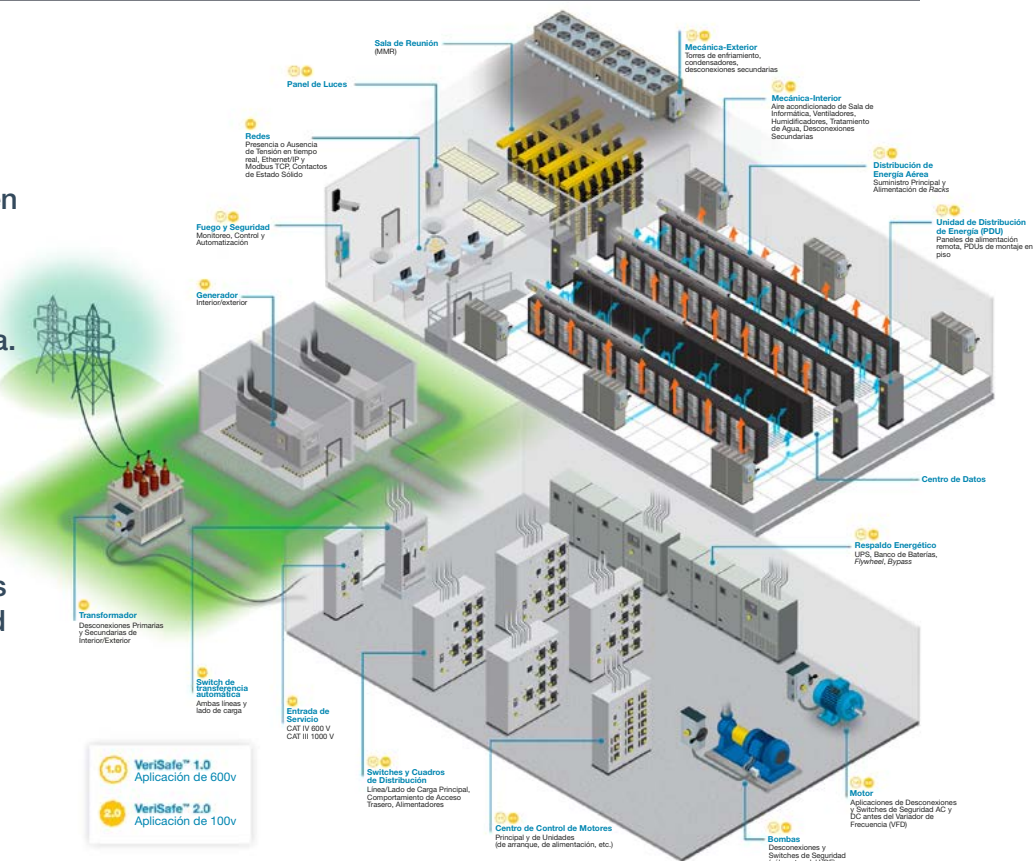 Sala de Reunión
(MMR)
Panel de Luces
Redes
Presencia o Ausencia
de Tensión en tiempo
real, Ethernet/IP y
Modbus TCP, Contactos
de Estado Sólido
Fuego y Seguridad
Monitoreo, Control y
Automatización
Generador
Interior/exterior
Mecánica-Exterior
Torres de enfriamiento,
condensadores,
desconexiones secundarias
Mecánica-Interior
Aire acondicionado de Sala de
Informática, Ventiladores,
Humidificadores, Tratamiento
de Agua, Desconexiones
Secundarias
Distribución de
Energía Aérea
Suministro Principal y
Alimentación de Racks
Unidad de Distribución
de Energía (PDU)
Paneles de alimentación
remota, PDUs de montaje en
piso
Centro de Datos
Respaldo Energético
UPS, Banco de Baterías,
Flywheel, Bypass
Transformador
Desconexiones Primarias
y Secundarias de
Interior/Exterior
Switch de
transferencia
automática
Ambas líneas y
lado de carga
Entrada de
Servicio
CAT IV 600 V
CAT III 1000 V
Switches y Cuadros
de Distribución
Línea/Lado de Carga Principal,
Comportamiento de Acceso
Trasero, Alimentadores
Centro de Control de Motores
Principal y de Unidades
(de arranque, de alimentación, etc.)
Bombas
Desconexiones y
Switches de Seguridad
Motor
Aplicaciones de Desconexiones
y Switches de Seguridad AC y
DC antes del Variador de
Frecuencia (VFD)
1.0 VeriSafe™ 1.0
Aplicación de 600v
2.0 VeriSafe™ 2.0
Aplicación de 100v